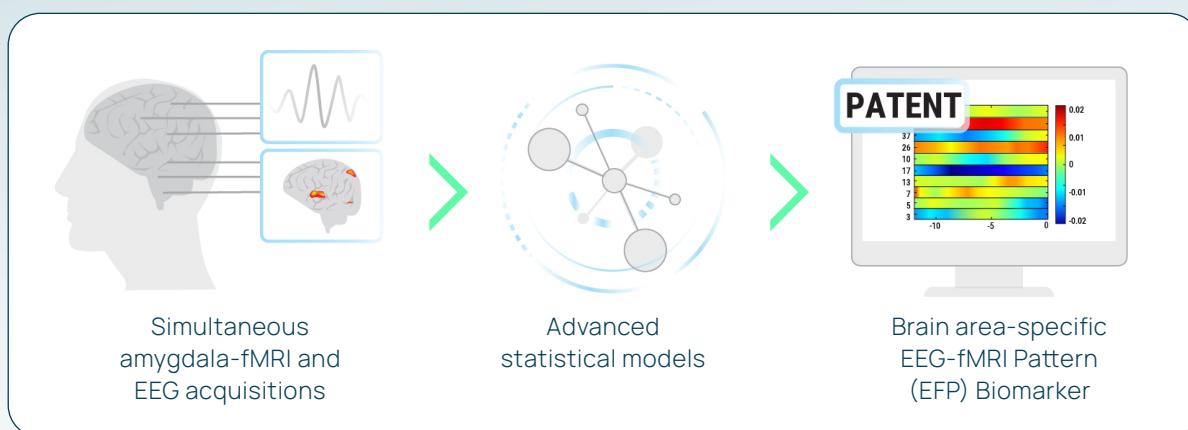 PATENT
37
26
10
17
13
7
5
3
-10
-5
0
0.02
0.01
0
-0.01
-0.02
Simultaneous
amygdala-fMRI and
EEG acquisitions
Advanced
statistical models
Brain area-specific
EEG-fMRI Pattern
(EFP) Biomarker